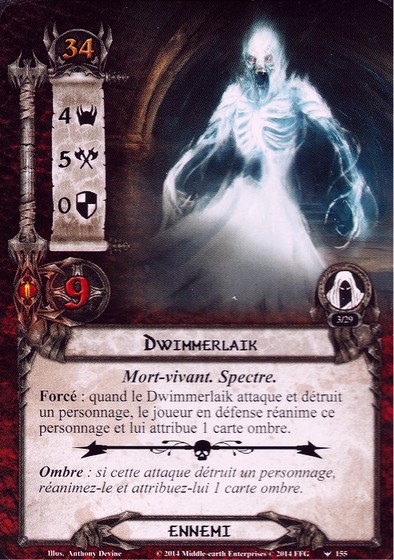 34
4
5
0
9
3/29
Dwimmerlaik
Mort-vivant. Spectre.
Forcé : quand le Dwimmerlaik attaque et détruit
un personnage, le joueur en défense réanime ce
personnage et lui attribue 1 carte ombre.
Ombre : si cette attaque détruit un personnage,
réanimez-le et attribuez-lui 1 carte ombre.
ENNEMI
Illus. Anthony Devine © 2014 Middle-earth Enterprises © 2014 FFG 155